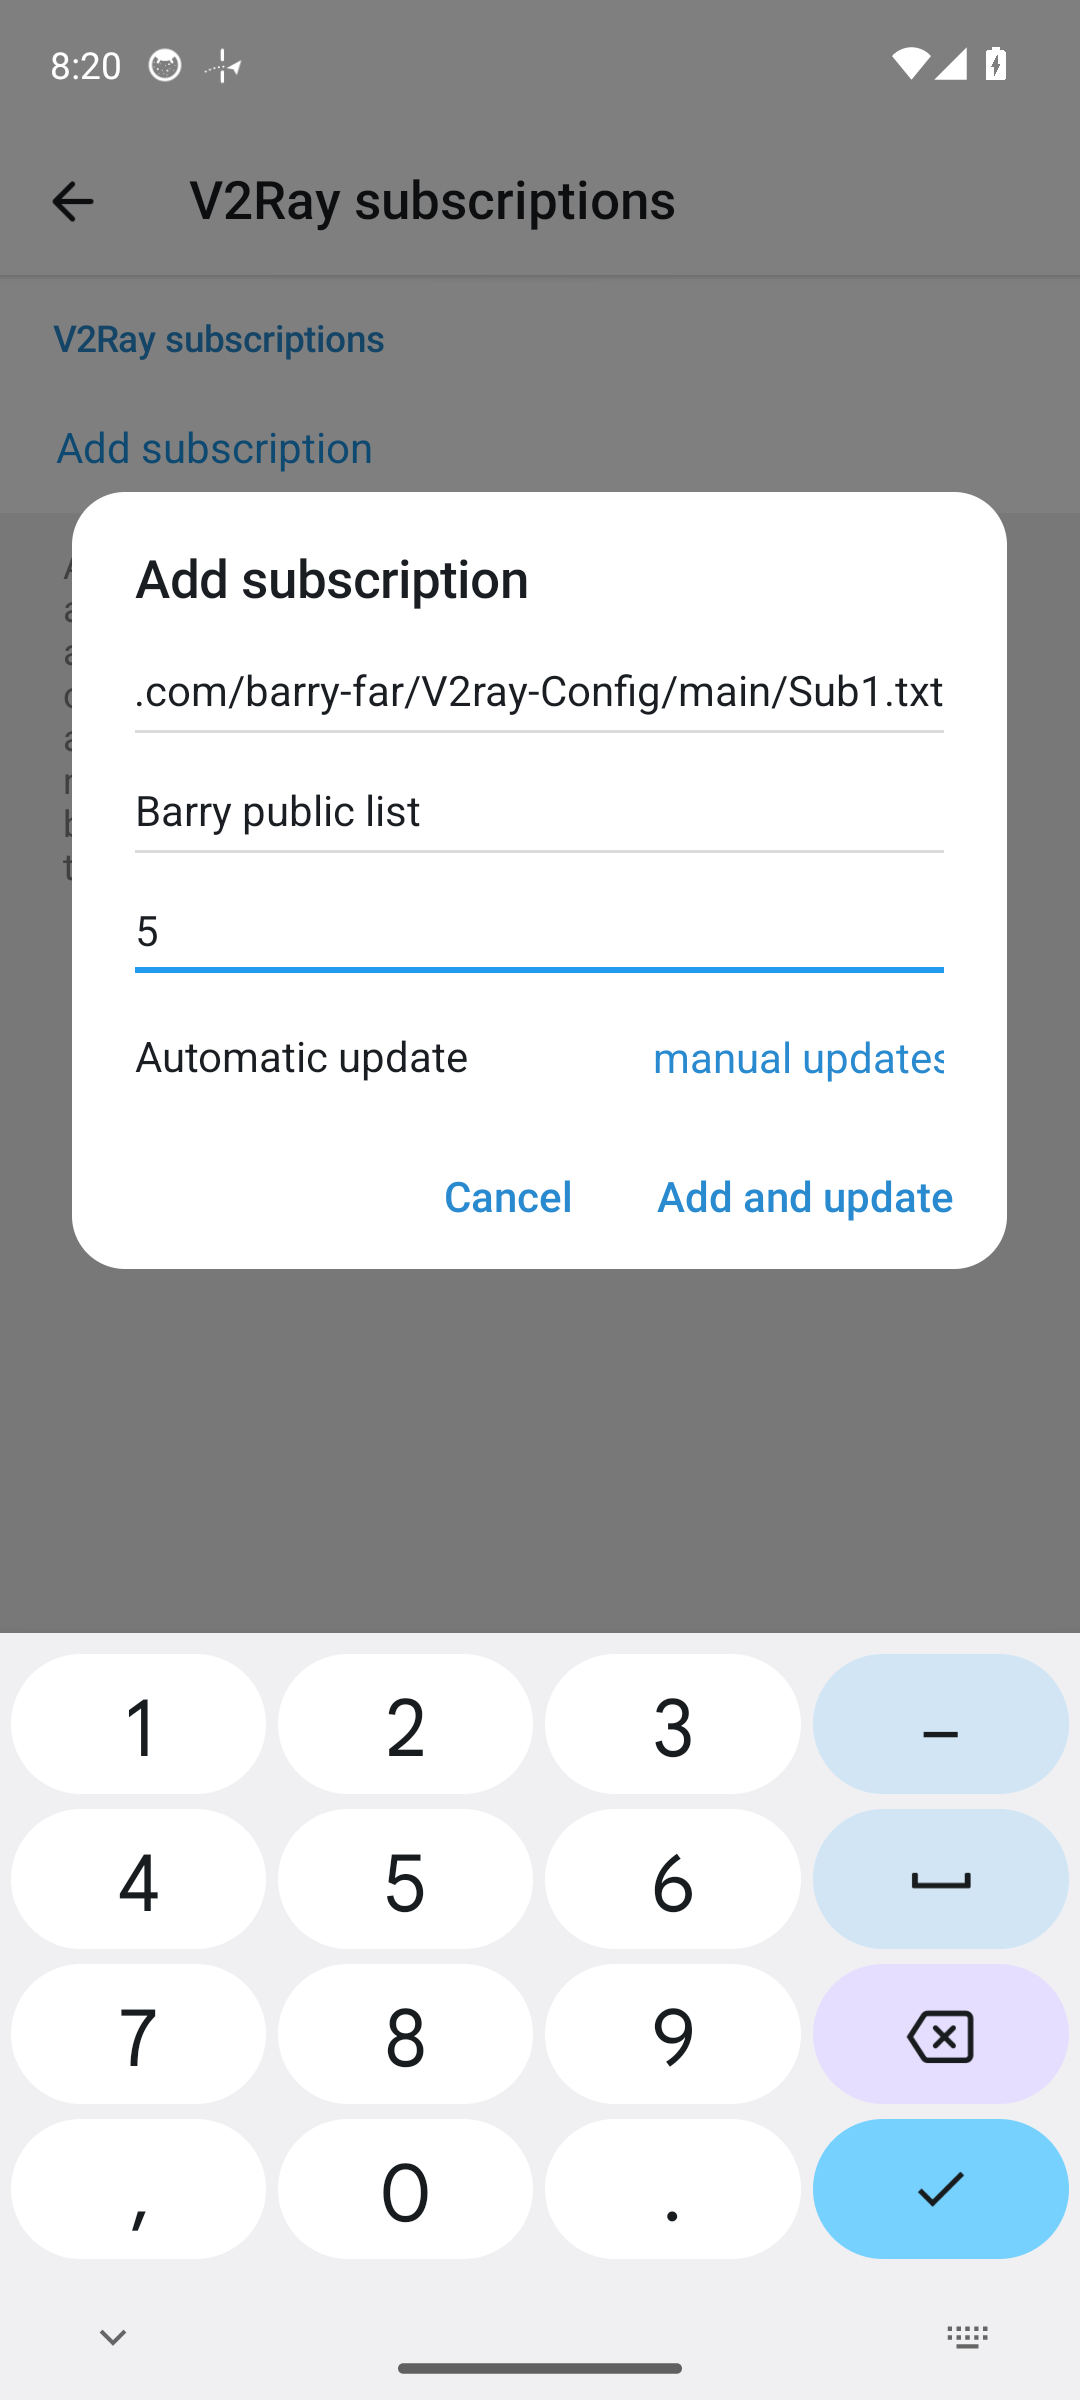 8:20
V2Ray subscriptions
V2Ray subscriptions
Add subscription
Add subscription
.com/barry-far/V2ray-Config/main/Sub1.txt
Barry public list
5
Automatic update
manual updates
Cancel
Add and update
1 2 3 –
4 5 6
7 8 9
, 0 .